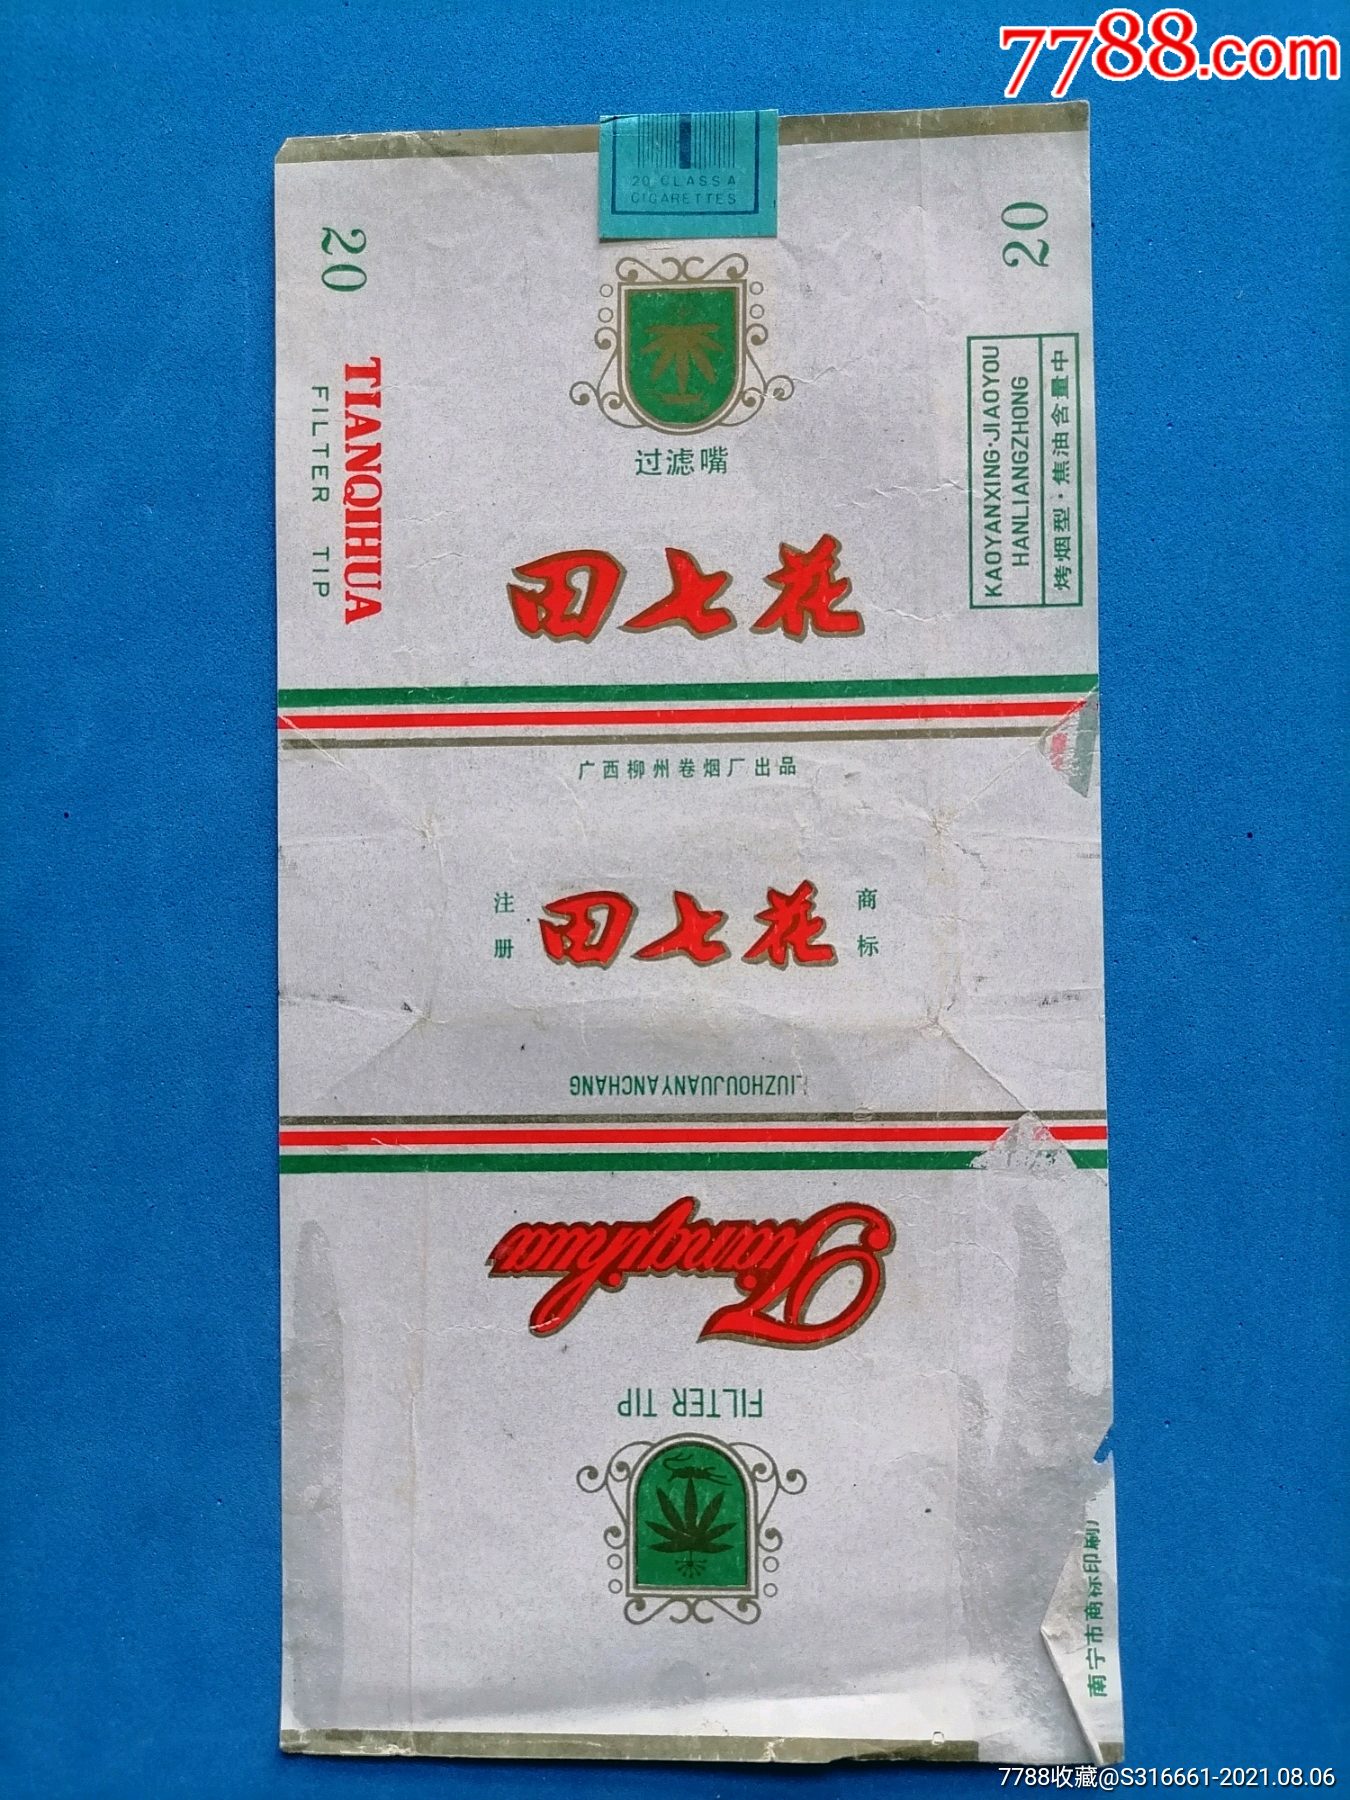 7788.com
20 CLASS A
CIGARETTES
20
TIANQIHUA
FILTER TIP
20
KAOYANXING·JIAOYOU
HANLIANGZHONG
烤烟型·焦油含量中
过滤嘴
田七花
广西柳州卷烟厂出品
注册
田七花
商标
LIUZHOUJUANYANCHANG
Tianqihua
FILTER TIP
南宁市商标印刷厂
7788收藏@S316661-2021.08.06